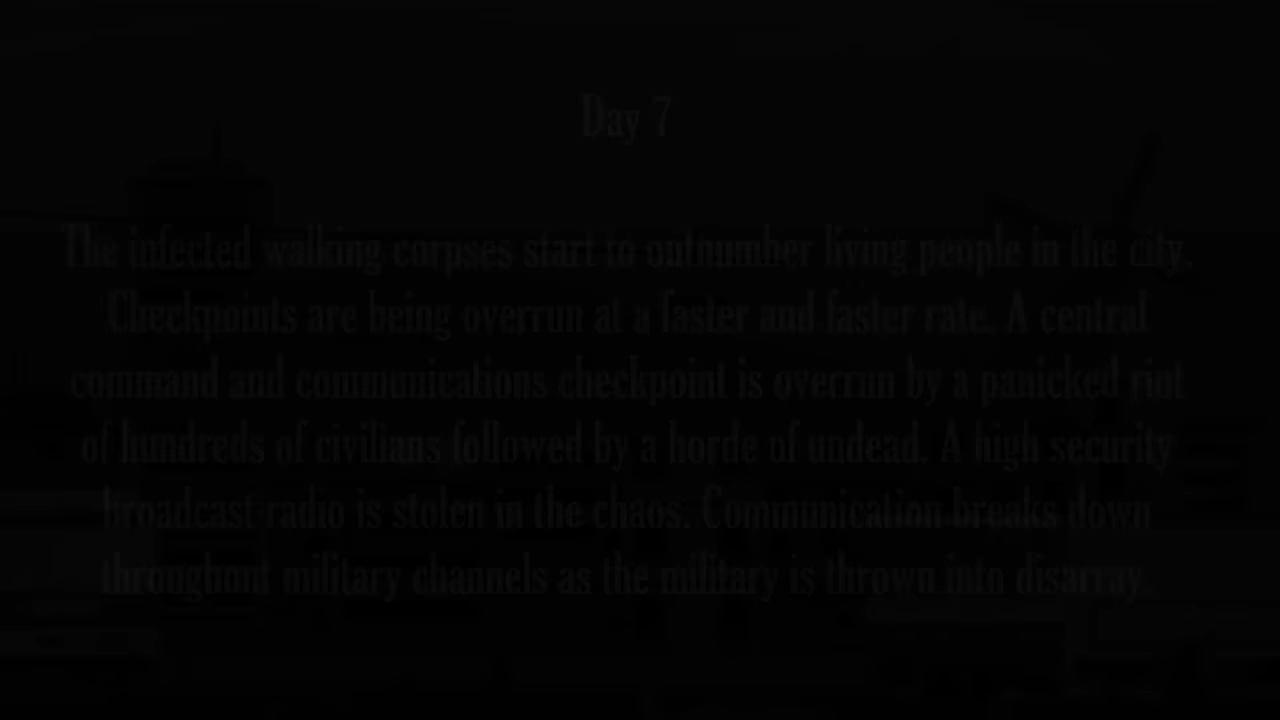 Day 7
The infected walking corpses start to outnumber living people in the city.
Checkpoints are being overrun at a faster and faster rate. A central
command and communications checkpoint is overrun by a panicked riot
of hundreds of civilians followed by a horde of undead. A high security
broadcast radio is stolen in the chaos. Communication breaks down
throughout military channels as the military is thrown into disarray.